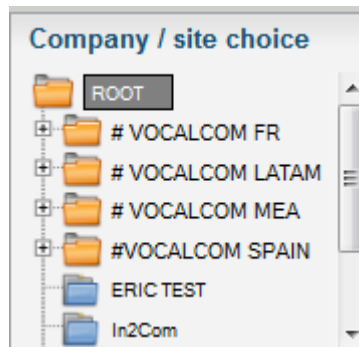 Company / site choice
ROOT
# VOCALCOM FR
# VOCALCOM LATAM
# VOCALCOM MEA
#VOCALCOM SPAIN
ERIC TEST
In2Com